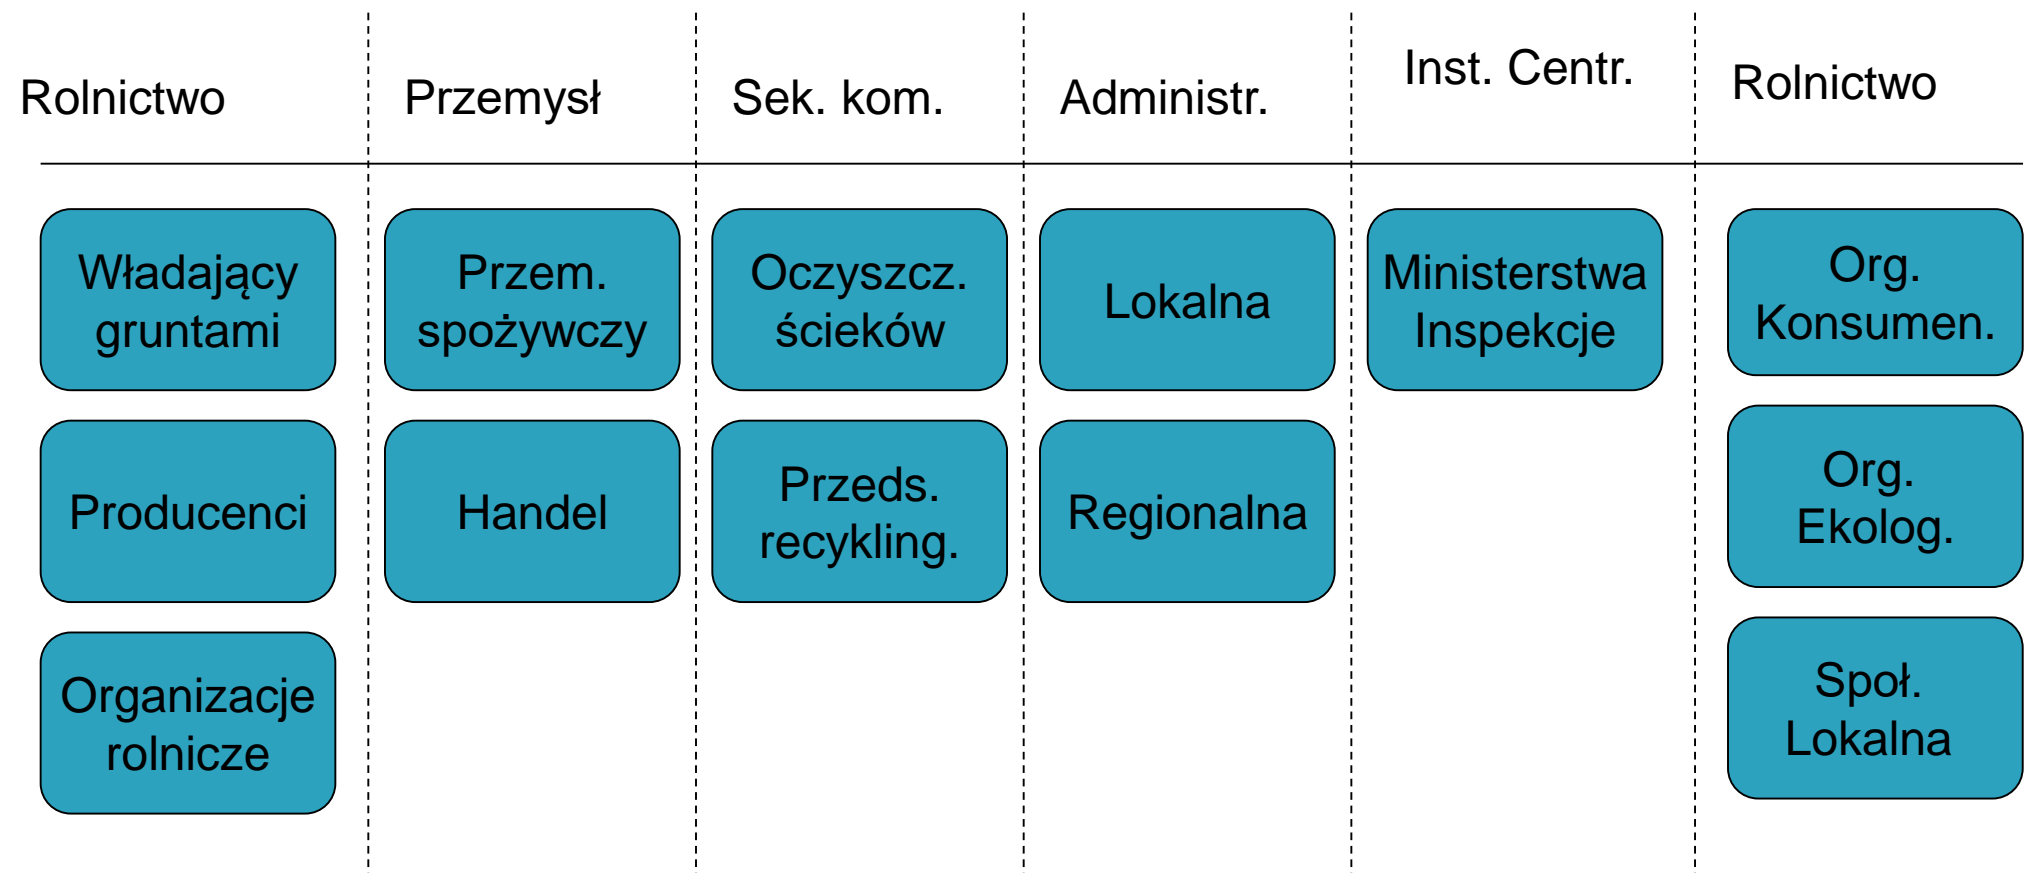 Rolnictwo
Przemysł
Sek. kom.
Administr.
Inst. Centr.
Rolnictwo
Władający
gruntami
Przem.
spożywczy
Oczyszcz.
ścieków
Lokalna
Ministerstwa
Inspekcje
Org.
Konsumen.
Producenci
Handel
Przeds.
recykling.
Regionalna
Org.
Ekolog.
Organizacje
rolnicze
Społ.
Lokalna